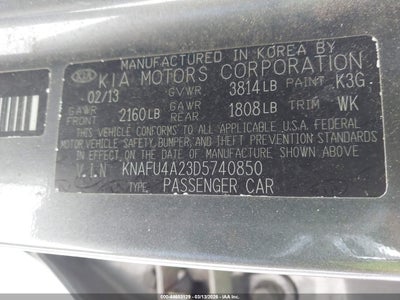 MANUFACTURED IN KOREA BY
KIA KIA MOTORS CORPORATION
02/13 GVWR 3814LB PAINT K3G
GAWR FRONT 2160LB GAWR REAR 1808LB TRIM WK
THIS VEHICLE CONFORMS TO ALL APPLICABLE U.S. FEDERAL
MOTOR VEHICLE SAFETY, BUMPER, AND THEFT PREVENTION
STANDARDS IN EFFECT ON THE DATE OF MANUFACTURE
SHOWN ABOVE
V.I.N KNAFU4A23D5740850
TYPE PASSENGER CAR